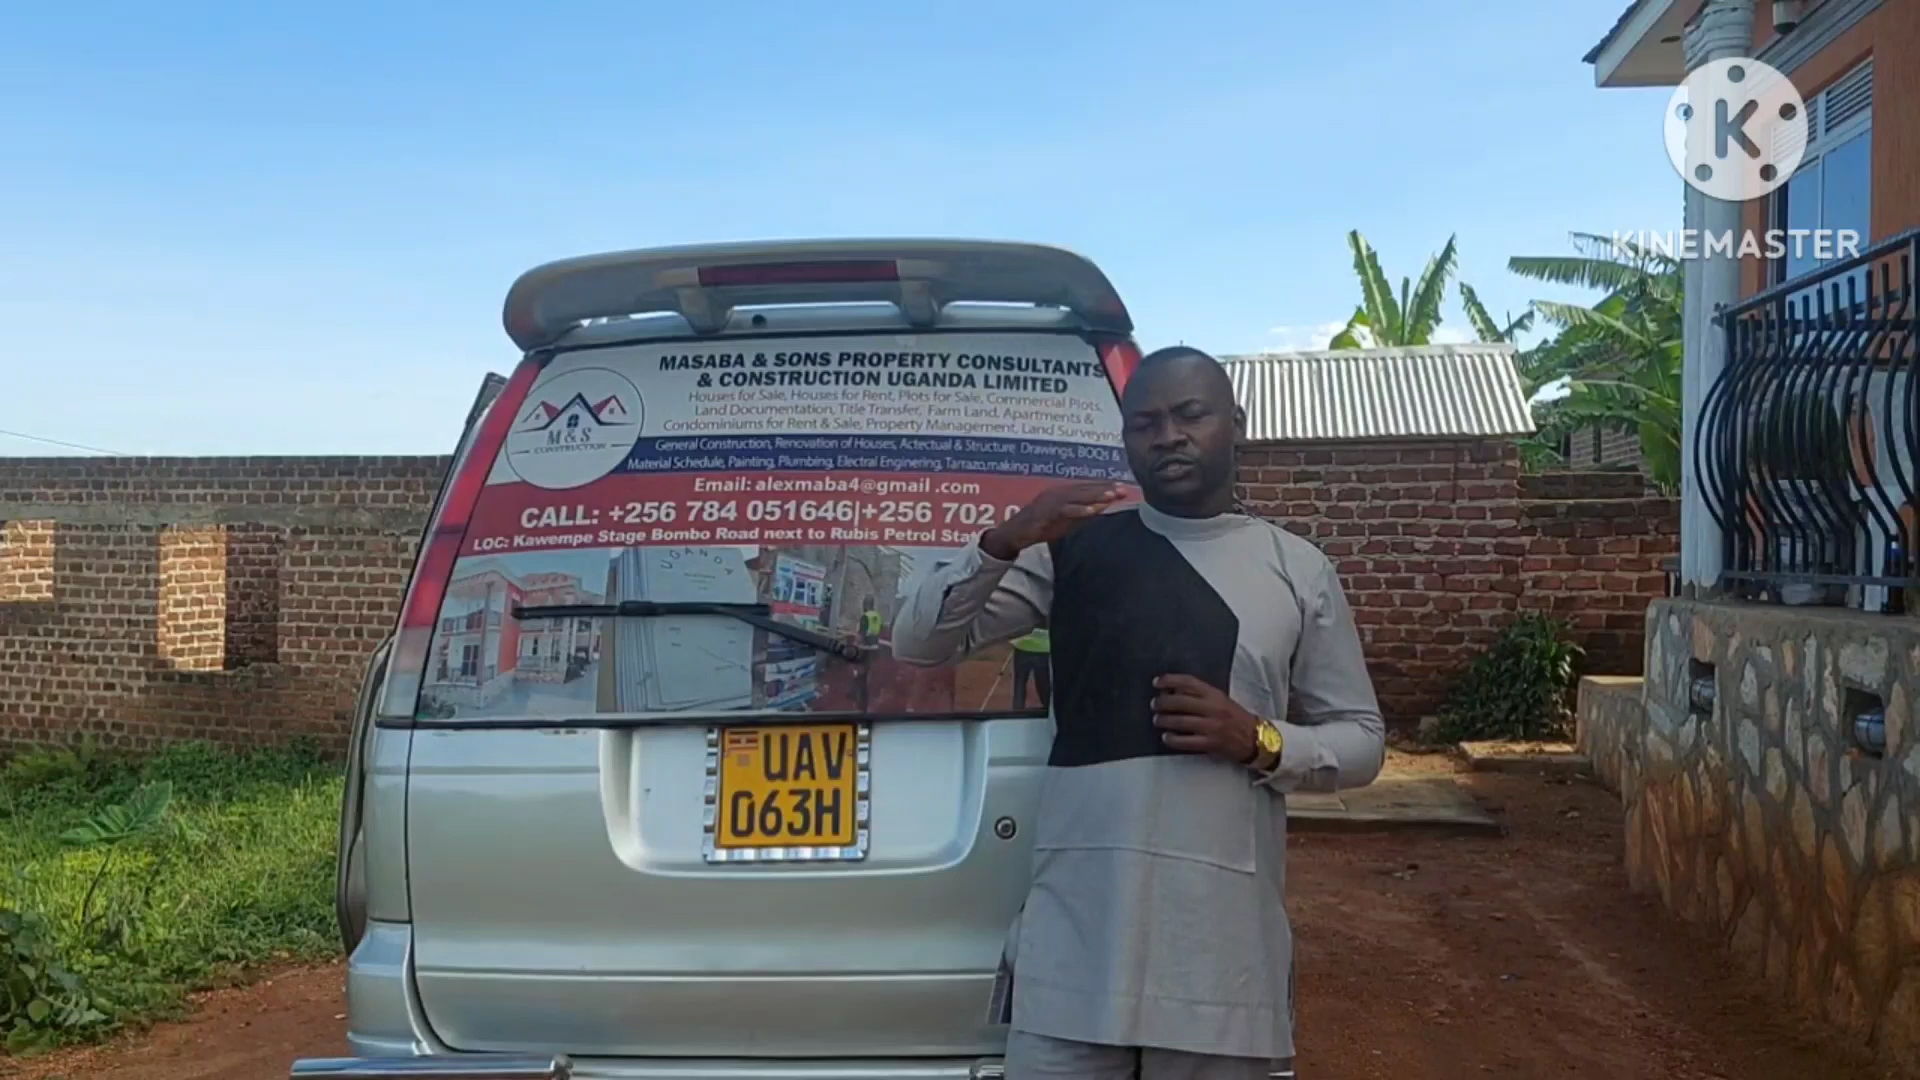 K
KINEMASTER
MASABA & SONS PROPERTY CONSULTANTS
& CONSTRUCTION UGANDA LIMITED
Houses for Sale, Houses for Rent, Plots for Sale, Commercial Plots,
Land Documentation, Title Transfer, Farm Land, Apartments &
Condominiums for Rent & Sale, Property Management, Land Surveying
M & S
CONSTRUCTION
General Construction, Renovation of Houses, Actectual & Structure Drawings, BOQs &
Material Schedule, Painting, Plumbing, Electral Enginering, Tarrazo,making and Gypsium
Email: alexmaba4@gmail .com
CALL: +256 784 051646|+256 702
LOC: Kawempe Stage Bombo Road next to Rubis Petrol
UGANDA
UAV
063H